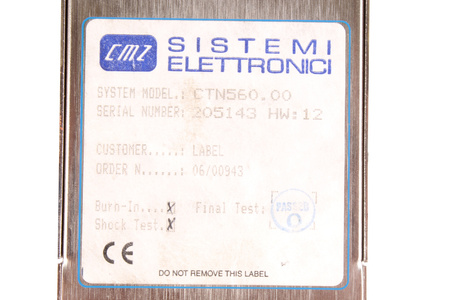 CMZ SISTEMI
ELETTRONICI
SYSTEM MODEL.: CTN560.00
SERIAL NUMBER: 205143 HW:12
CUSTOMER.....: LABEL
ORDER N......: 06/00943
Burn-In....X Final Test: [PASSED]
Shock Test.X
CE
DO NOT REMOVE THIS LABEL